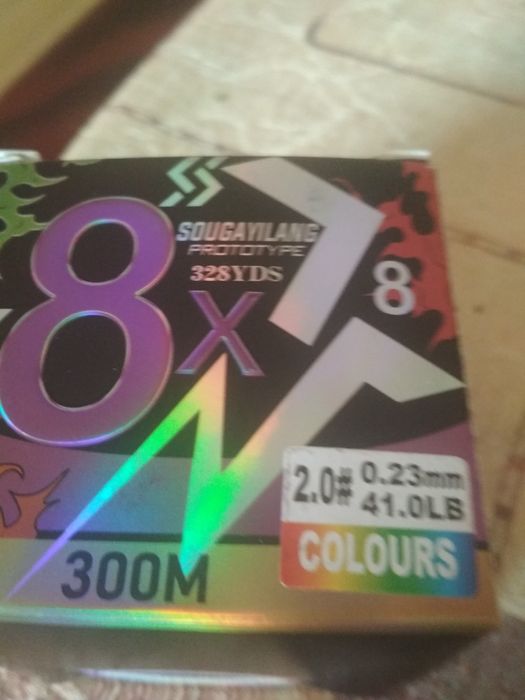 SOUGAYILANG
PROTOTYPE
328YDS
8X
8
2.0# 0.23mm
41.0LB
COLOURS
300M